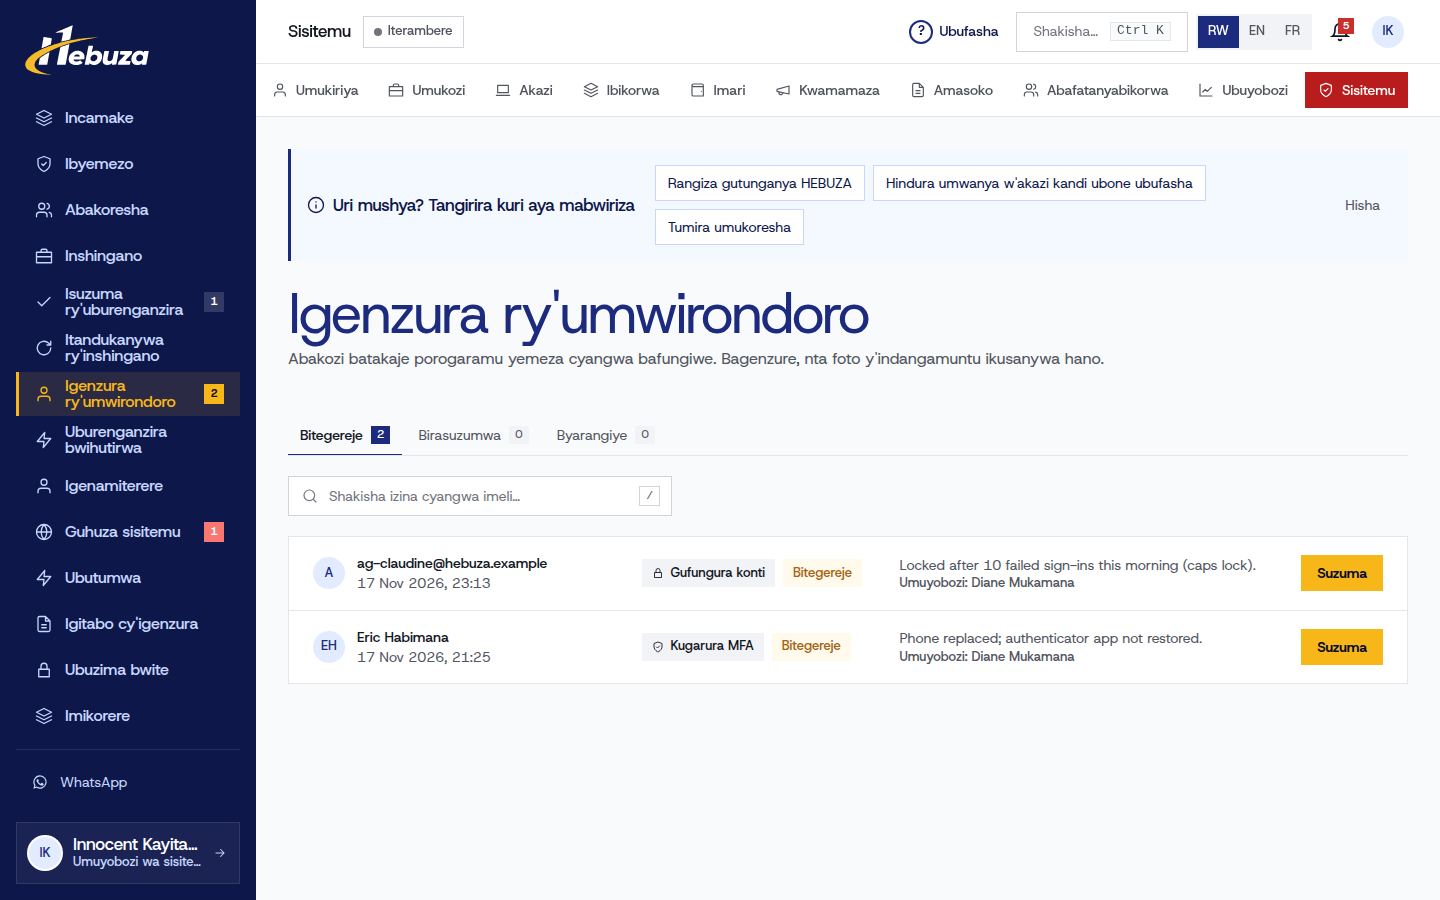 Hebuza
Sisitemu
Iterambere
Ubufasha
Shakisha...
Ctrl K
RW
EN
FR
5
IK
Umukiriya
Umukozi
Akazi
Ibikorwa
Imari
Kwamamaza
Amasoko
Abafatanyabikorwa
Ubuyobozi
Sisitemu
Incamake
Ibyemezo
Abakoresha
Inshingano
Isuzuma
ry'uburenganzira
1
Itandukanywa
ry'inshingano
Igenzura
ry'umwirondoro
2
Uburenganzira
bwihutirwa
Igenamiterere
Guhuza sisitemu
1
Ubutumwa
Igitabo cy'igenzura
Ubuzima bwite
Imikorere
WhatsApp
IK
Innocent Kayita...
Umuyobozi wa sisite...
Uri mushya? Tangirira kuri aya mabwiriza
Rangiza gutunganya HEBUZA
Hindura umwanya w'akazi kandi ubone ubufasha
Tumira umukoresha
Hisha
Igenzura ry'umwirondoro
Abakozi batakaje porogaramu yemeza cyangwa bafungiwe. Bagenzure, nta foto y'indangamuntu ikusanywa hano.
Bitegereje 2
Birasuzumwa 0
Byarangiye 0
Shakisha izina cyangwa imeli...
/
A
ag-claudine@hebuza.example
17 Nov 2026, 23:13
Gufungura konti
Bitegereje
Locked after 10 failed sign-ins this morning (caps lock).
Umuyobozi: Diane Mukamana
Suzuma
EH
Eric Habimana
17 Nov 2026, 21:25
Kugarura MFA
Bitegereje
Phone replaced; authenticator app not restored.
Umuyobozi: Diane Mukamana
Suzuma